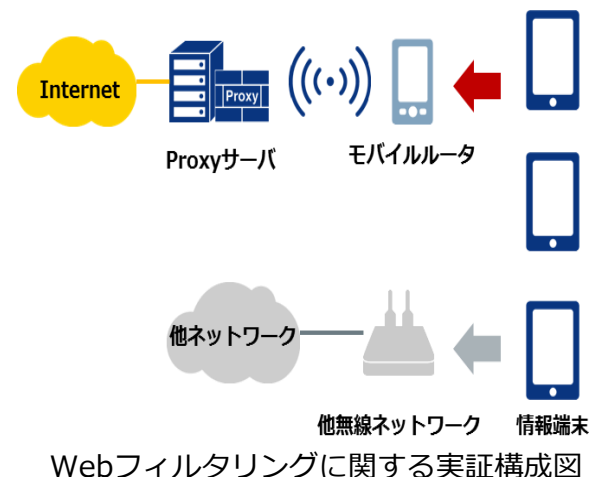 Internet
Proxy
Proxyサーバ
モバイルルータ
他ネットワーク
他無線ネットワーク
情報端末
Webフィルタリングに関する実証構成図